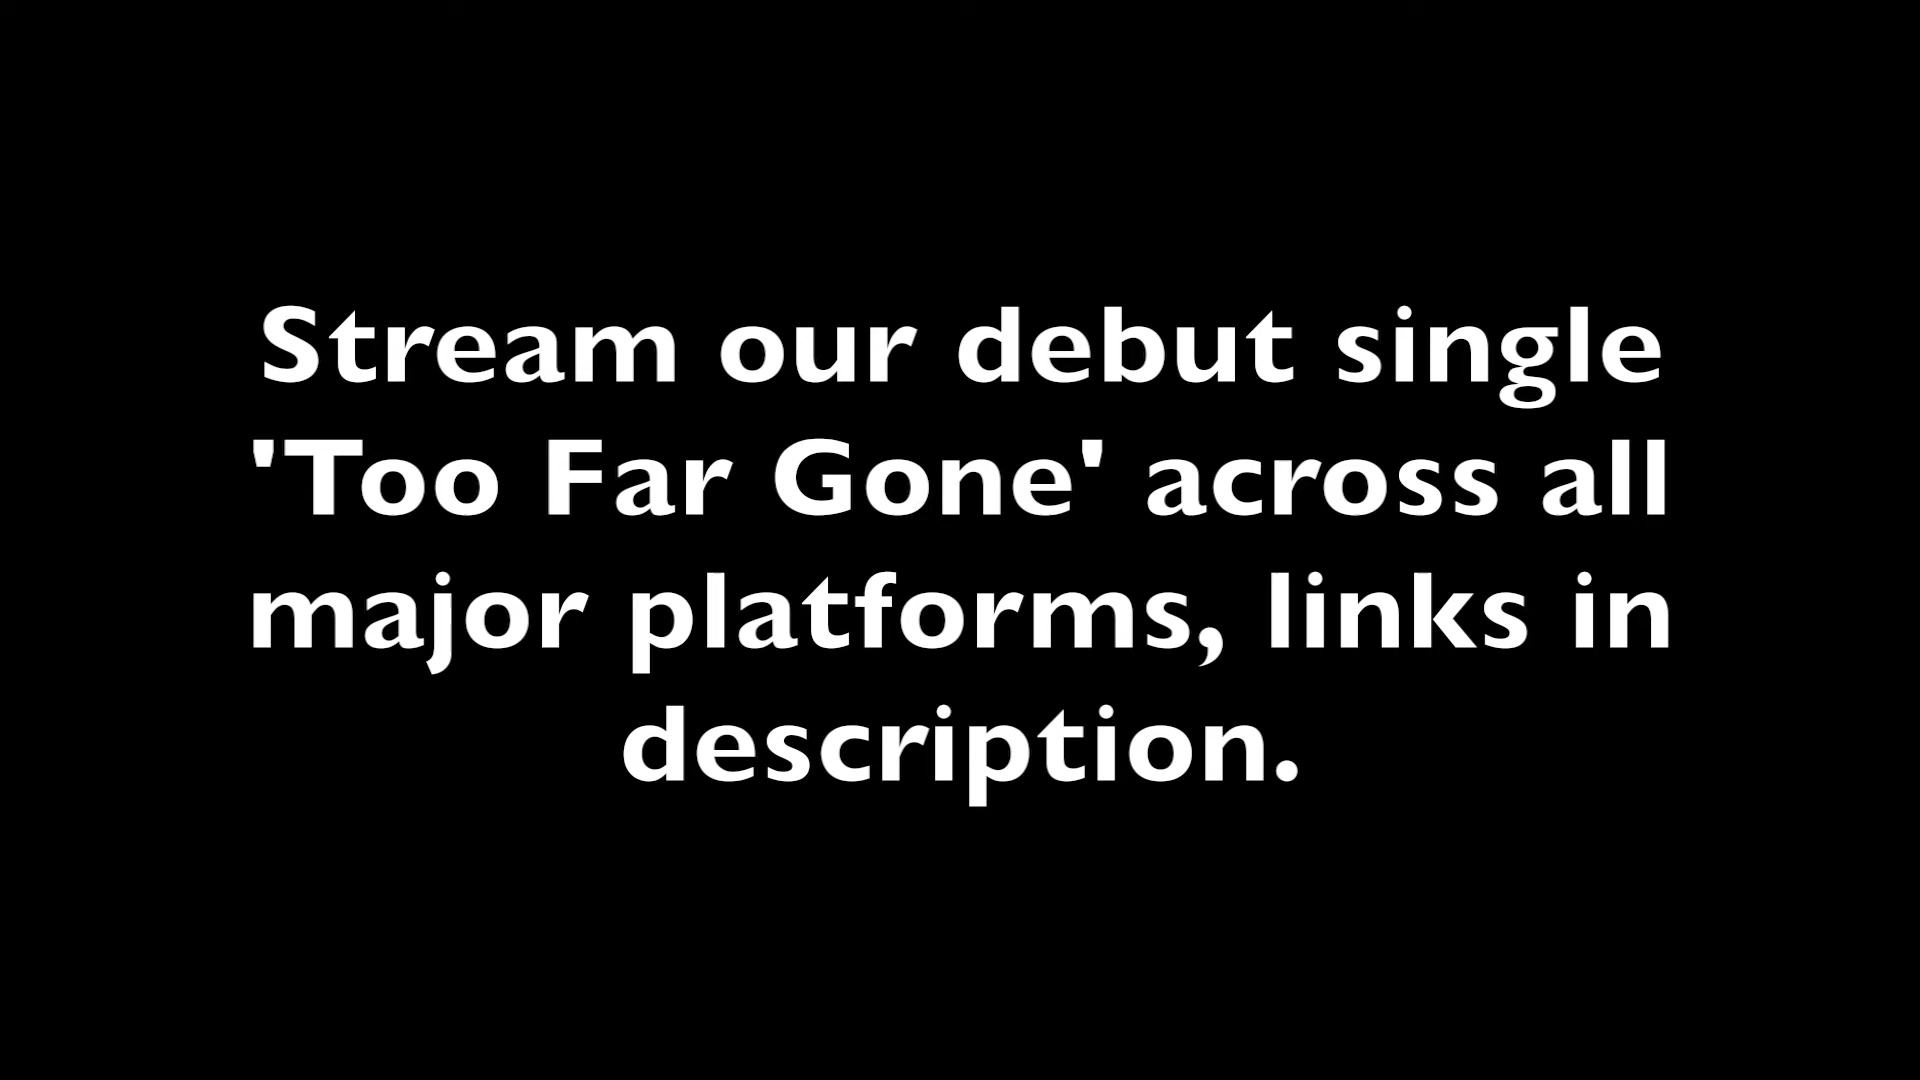 Stream our debut single
'Too Far Gone' across all
major platforms, links in
description.